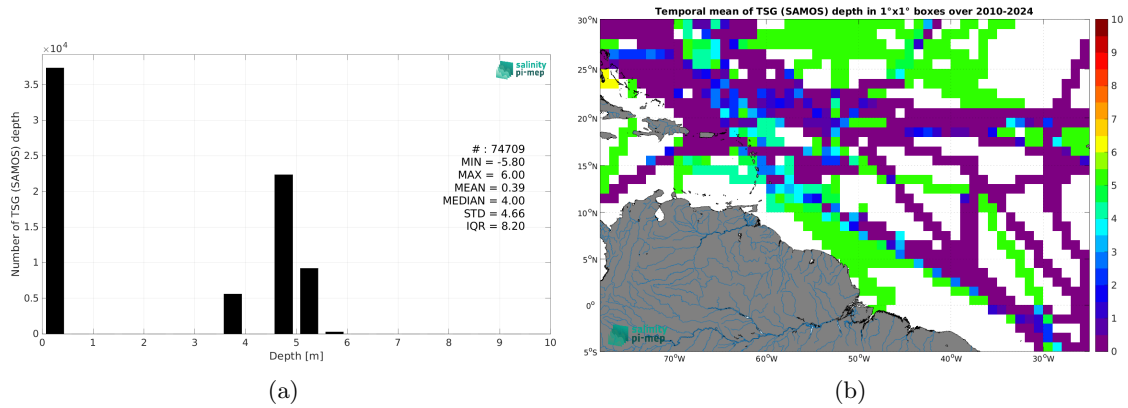 ×10⁴
3.5
3
2.5
2
1.5
1
0.5
0
Number of TSG (SAMOS) depth
0 1 2 3 4 5 6 7 8 9 10
Depth [m]
salinity
pi-mep
# : 74709
MIN = -5.80
MAX = 6.00
MEAN = 0.39
MEDIAN = 4.00
STD = 4.66
IQR = 8.20
(a)
Temporal mean of TSG (SAMOS) depth in 1°x1° boxes over 2010-2024
30°N
25°N
20°N
15°N
10°N
5°N
0°
5°S
70°W 60°W 50°W 40°W 30°W
salinity
pi-mep
10
9
8
7
6
5
4
3
2
1
0
(b)